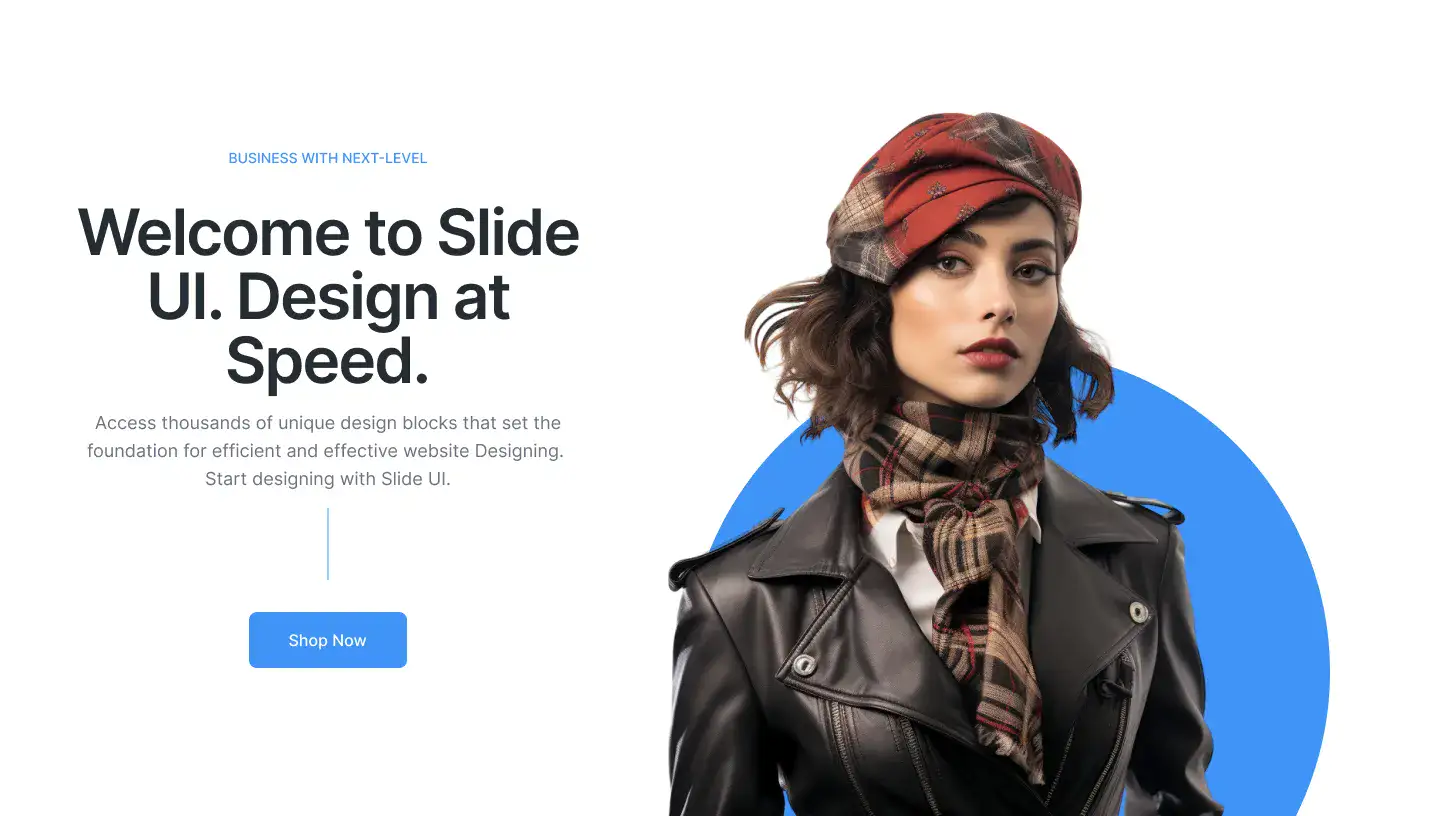 BUSINESS WITH NEXT-LEVEL
Welcome to Slide
UI. Design at
Speed.
Access thousands of unique design blocks that set the
foundation for efficient and effective website Designing.
Start designing with Slide UI.
Shop Now